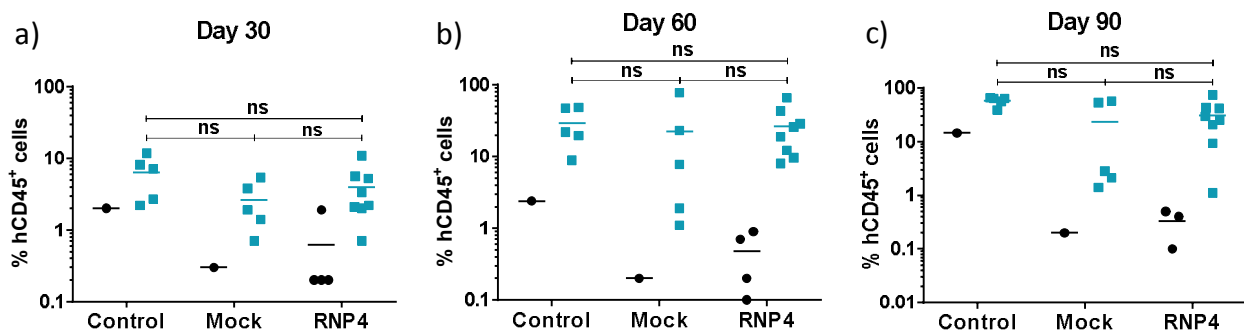 a)
Day 30
ns
ns
ns
% hCD45⁺ cells
100
10
1
0.1
Control Mock RNP4
b)
Day 60
ns
ns
ns
% hCD45⁺ cells
100
10
1
0.1
Control Mock RNP4
c)
Day 90
ns
ns
ns
% hCD45⁺ cells
100
10
1
0.1
0.01
Control Mock RNP4